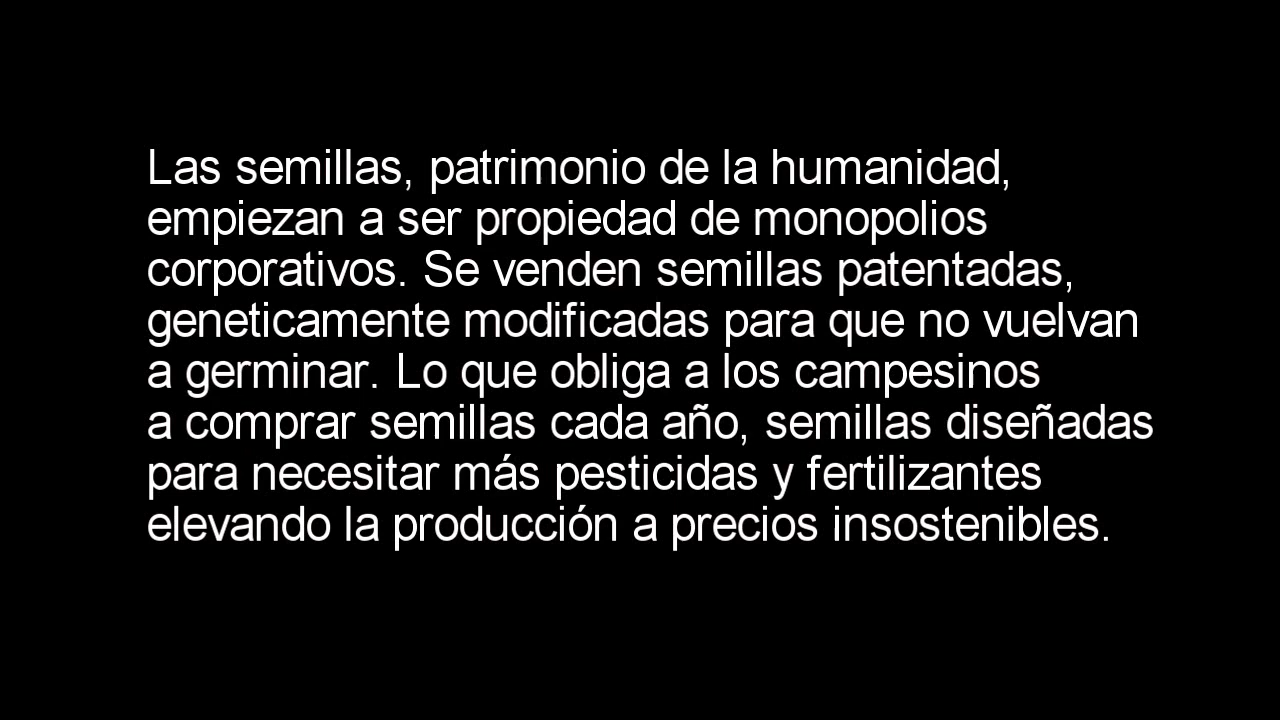 Las semillas, patrimonio de la humanidad,
empiezan a ser propiedad de monopolios
corporativos. Se venden semillas patentadas,
geneticamente modificadas para que no vuelvan
a germinar. Lo que obliga a los campesinos
a comprar semillas cada año, semillas diseñadas
para necesitar más pesticidas y fertilizantes
elevando la producción a precios insostenibles.